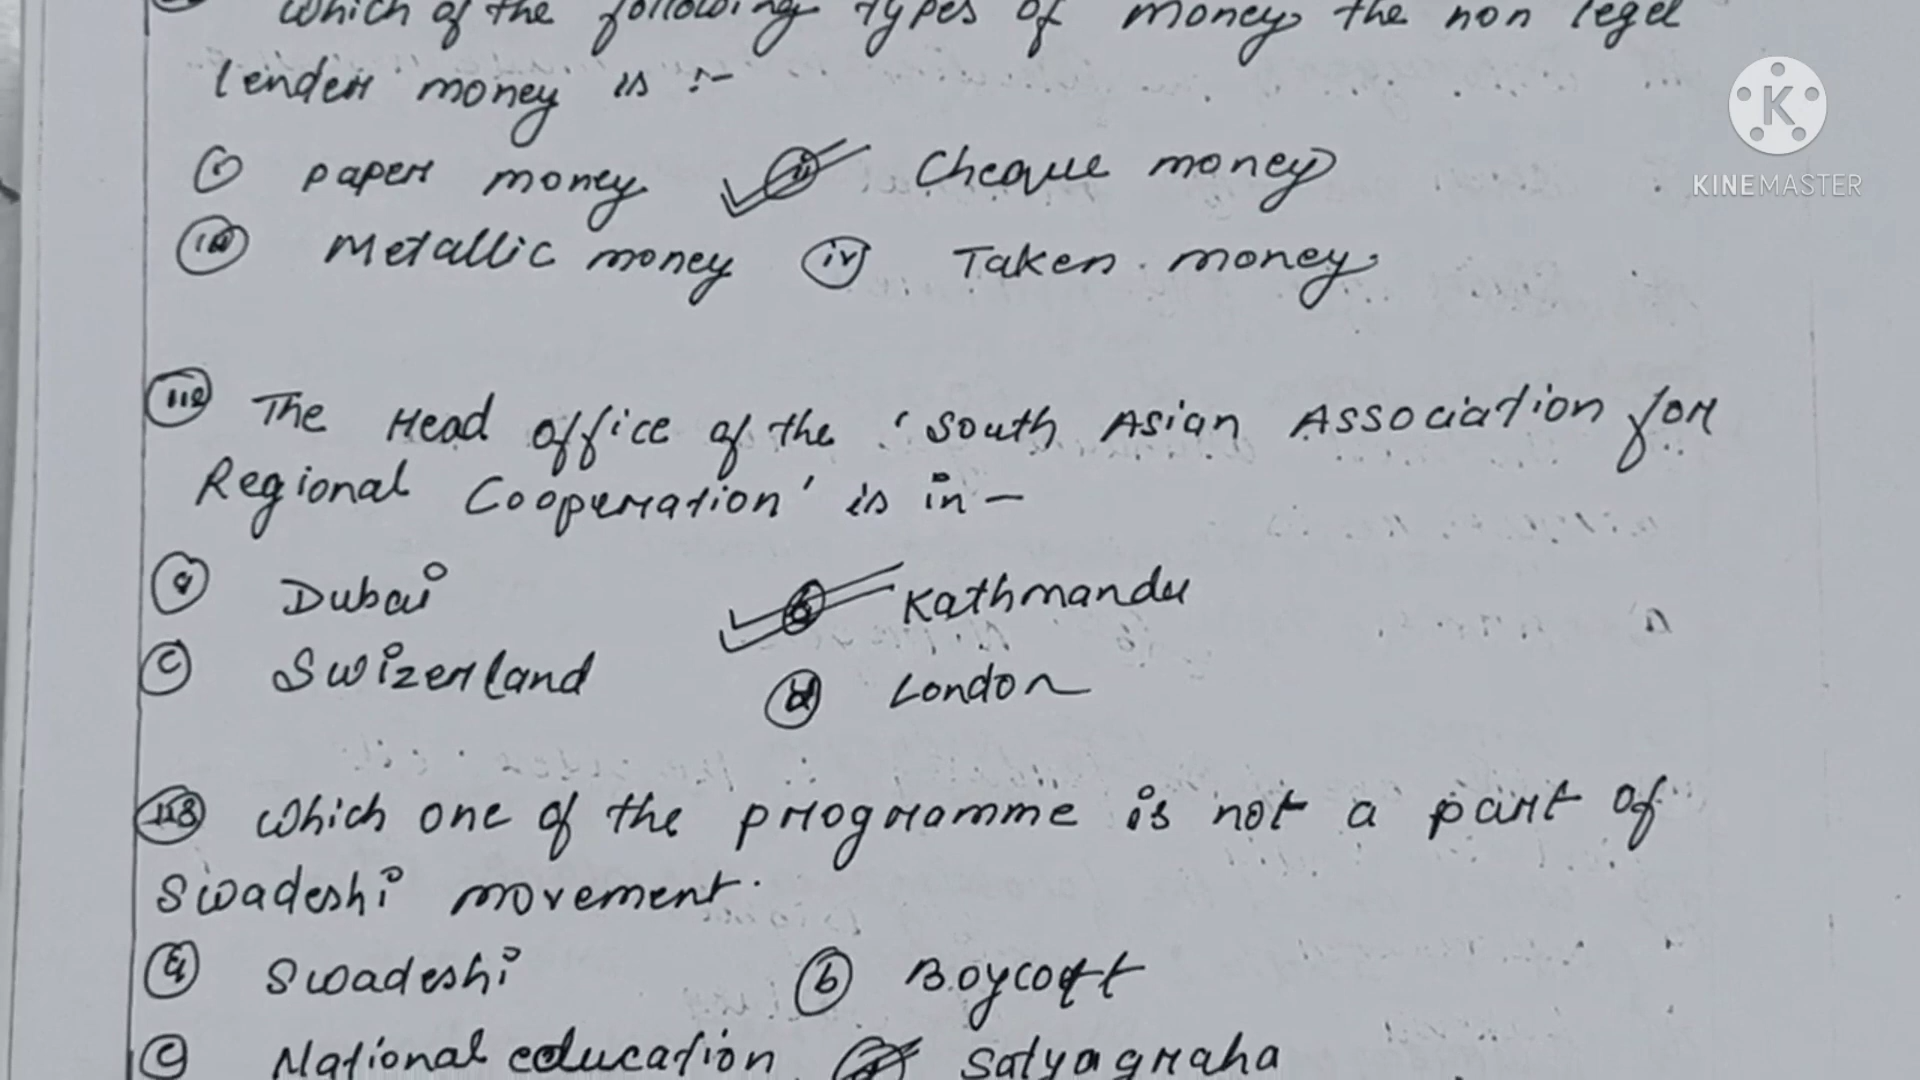 Which of the following types of money the non legel
lender money is :-
(i) paper money (ii) Cheque money
(iii) Metallic money (iv) Taken money
112 The Head office of the 'South Asian Association for
Regional Cooperation' is in -
(a) Dubai (b) Kathmandu
(c) Swizerland (d) London
113 Which one of the programme is not a part of
Swadeshi movement.
(a) Swadeshi (b) Boycott
(c) National education Satyagraha
K
KINEMASTER